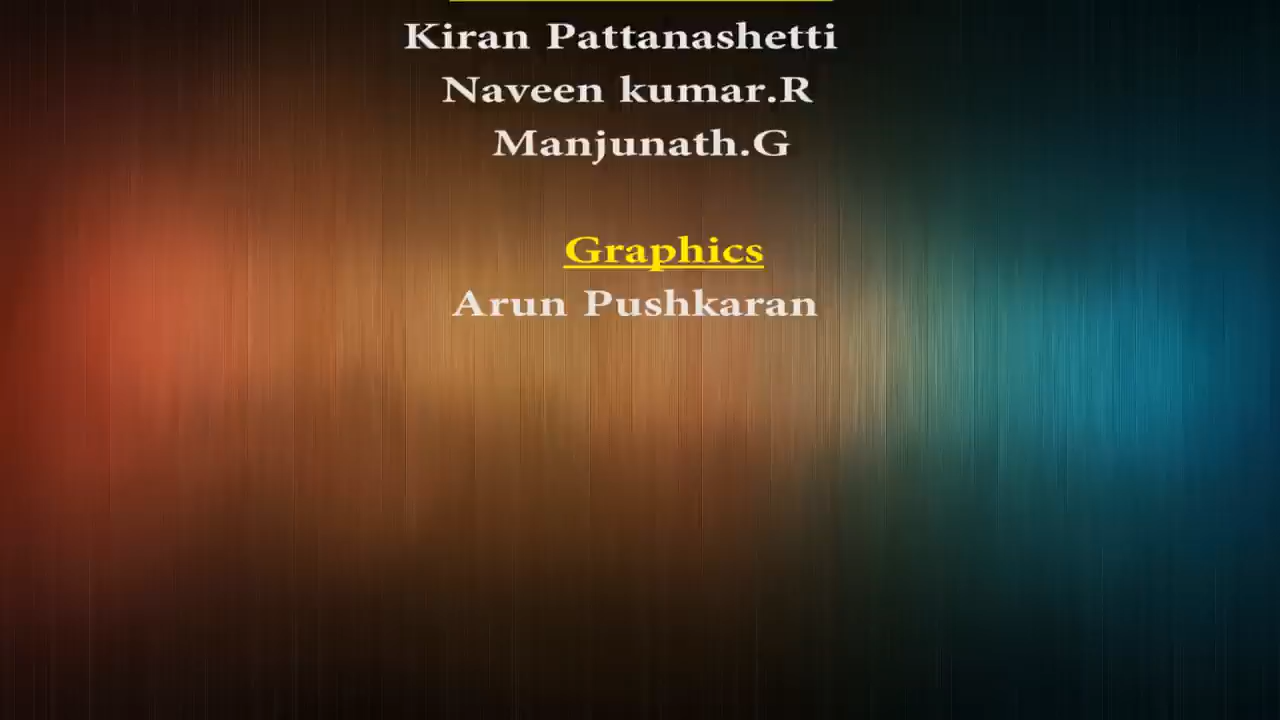 Kiran Pattanashetti
Naveen kumar.R
Manjunath.G
Graphics
Arun Pushkaran